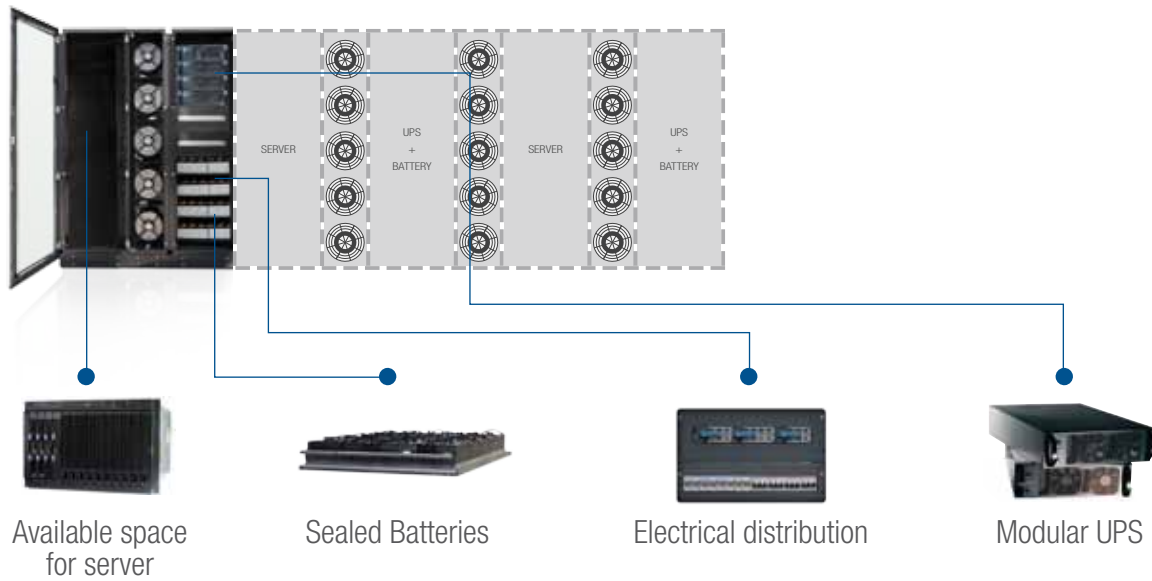 SERVER
UPS
+
BATTERY
SERVER
UPS
+
BATTERY
Available space
for server
Sealed Batteries
Electrical distribution
Modular UPS